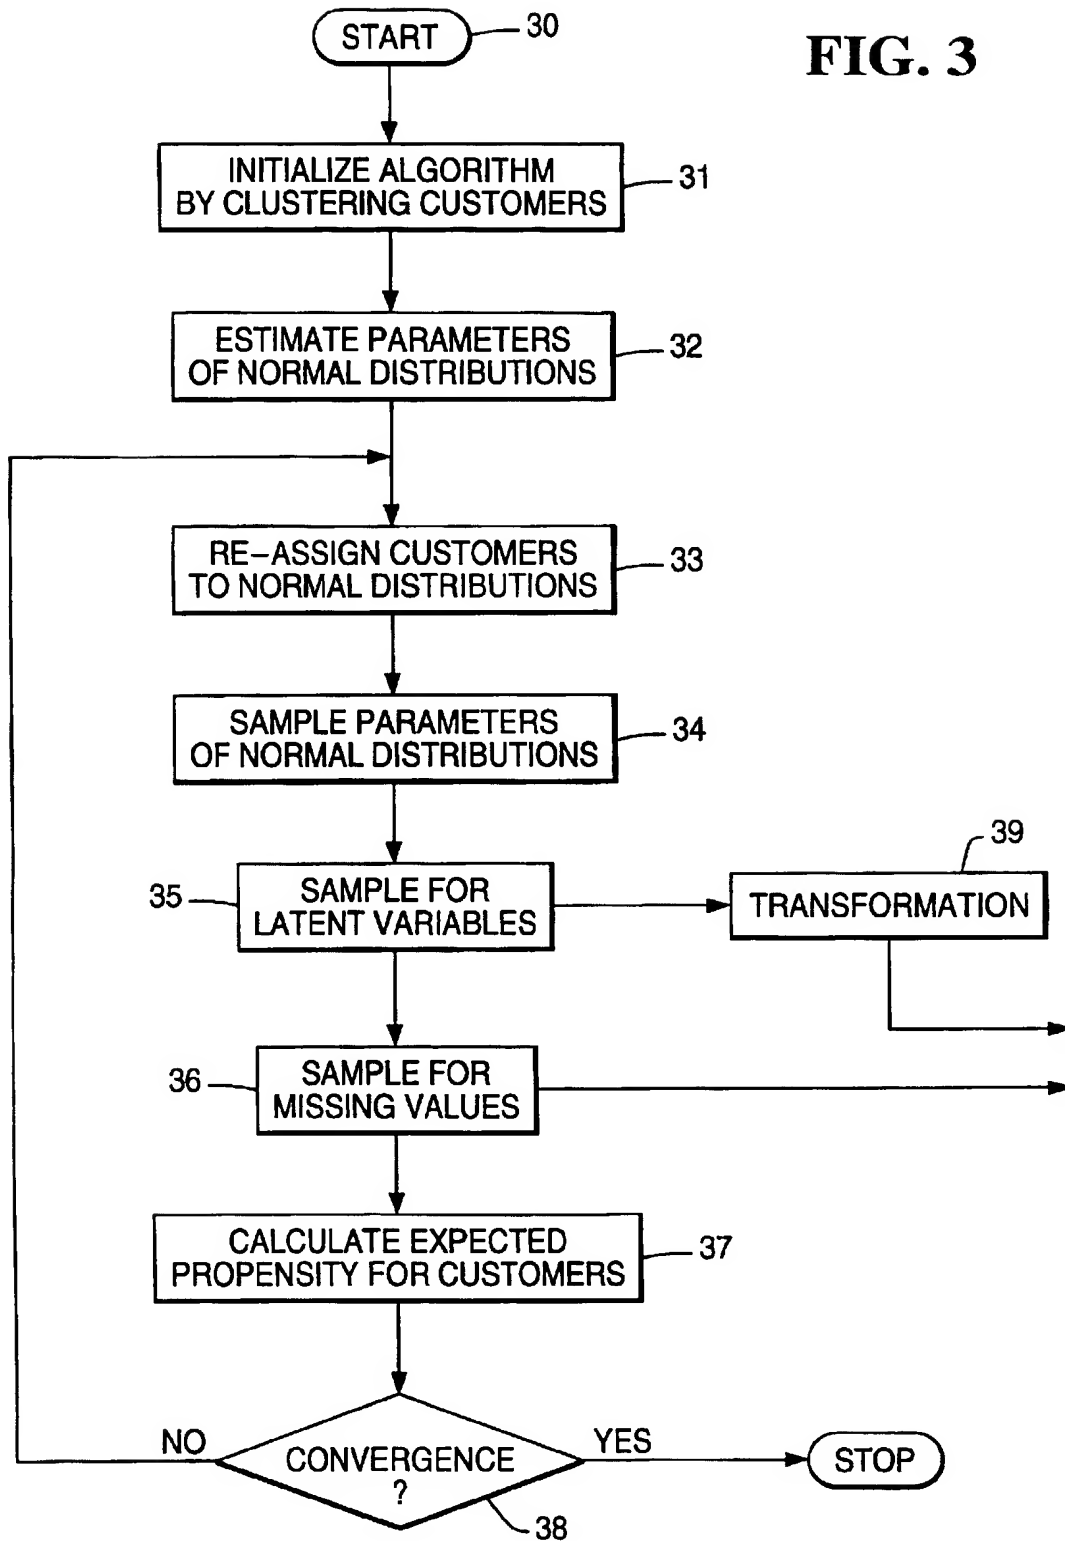 START
30
FIG. 3
INITIALIZE ALGORITHM
BY CLUSTERING CUSTOMERS
31
ESTIMATE PARAMETERS
OF NORMAL DISTRIBUTIONS
32
RE-ASSIGN CUSTOMERS
TO NORMAL DISTRIBUTIONS
33
SAMPLE PARAMETERS
OF NORMAL DISTRIBUTIONS
34
35
SAMPLE FOR
LATENT VARIABLES
39
TRANSFORMATION
36
SAMPLE FOR
MISSING VALUES
CALCULATE EXPECTED
PROPENSITY FOR CUSTOMERS
37
NO
CONVERGENCE
?
YES
STOP
38